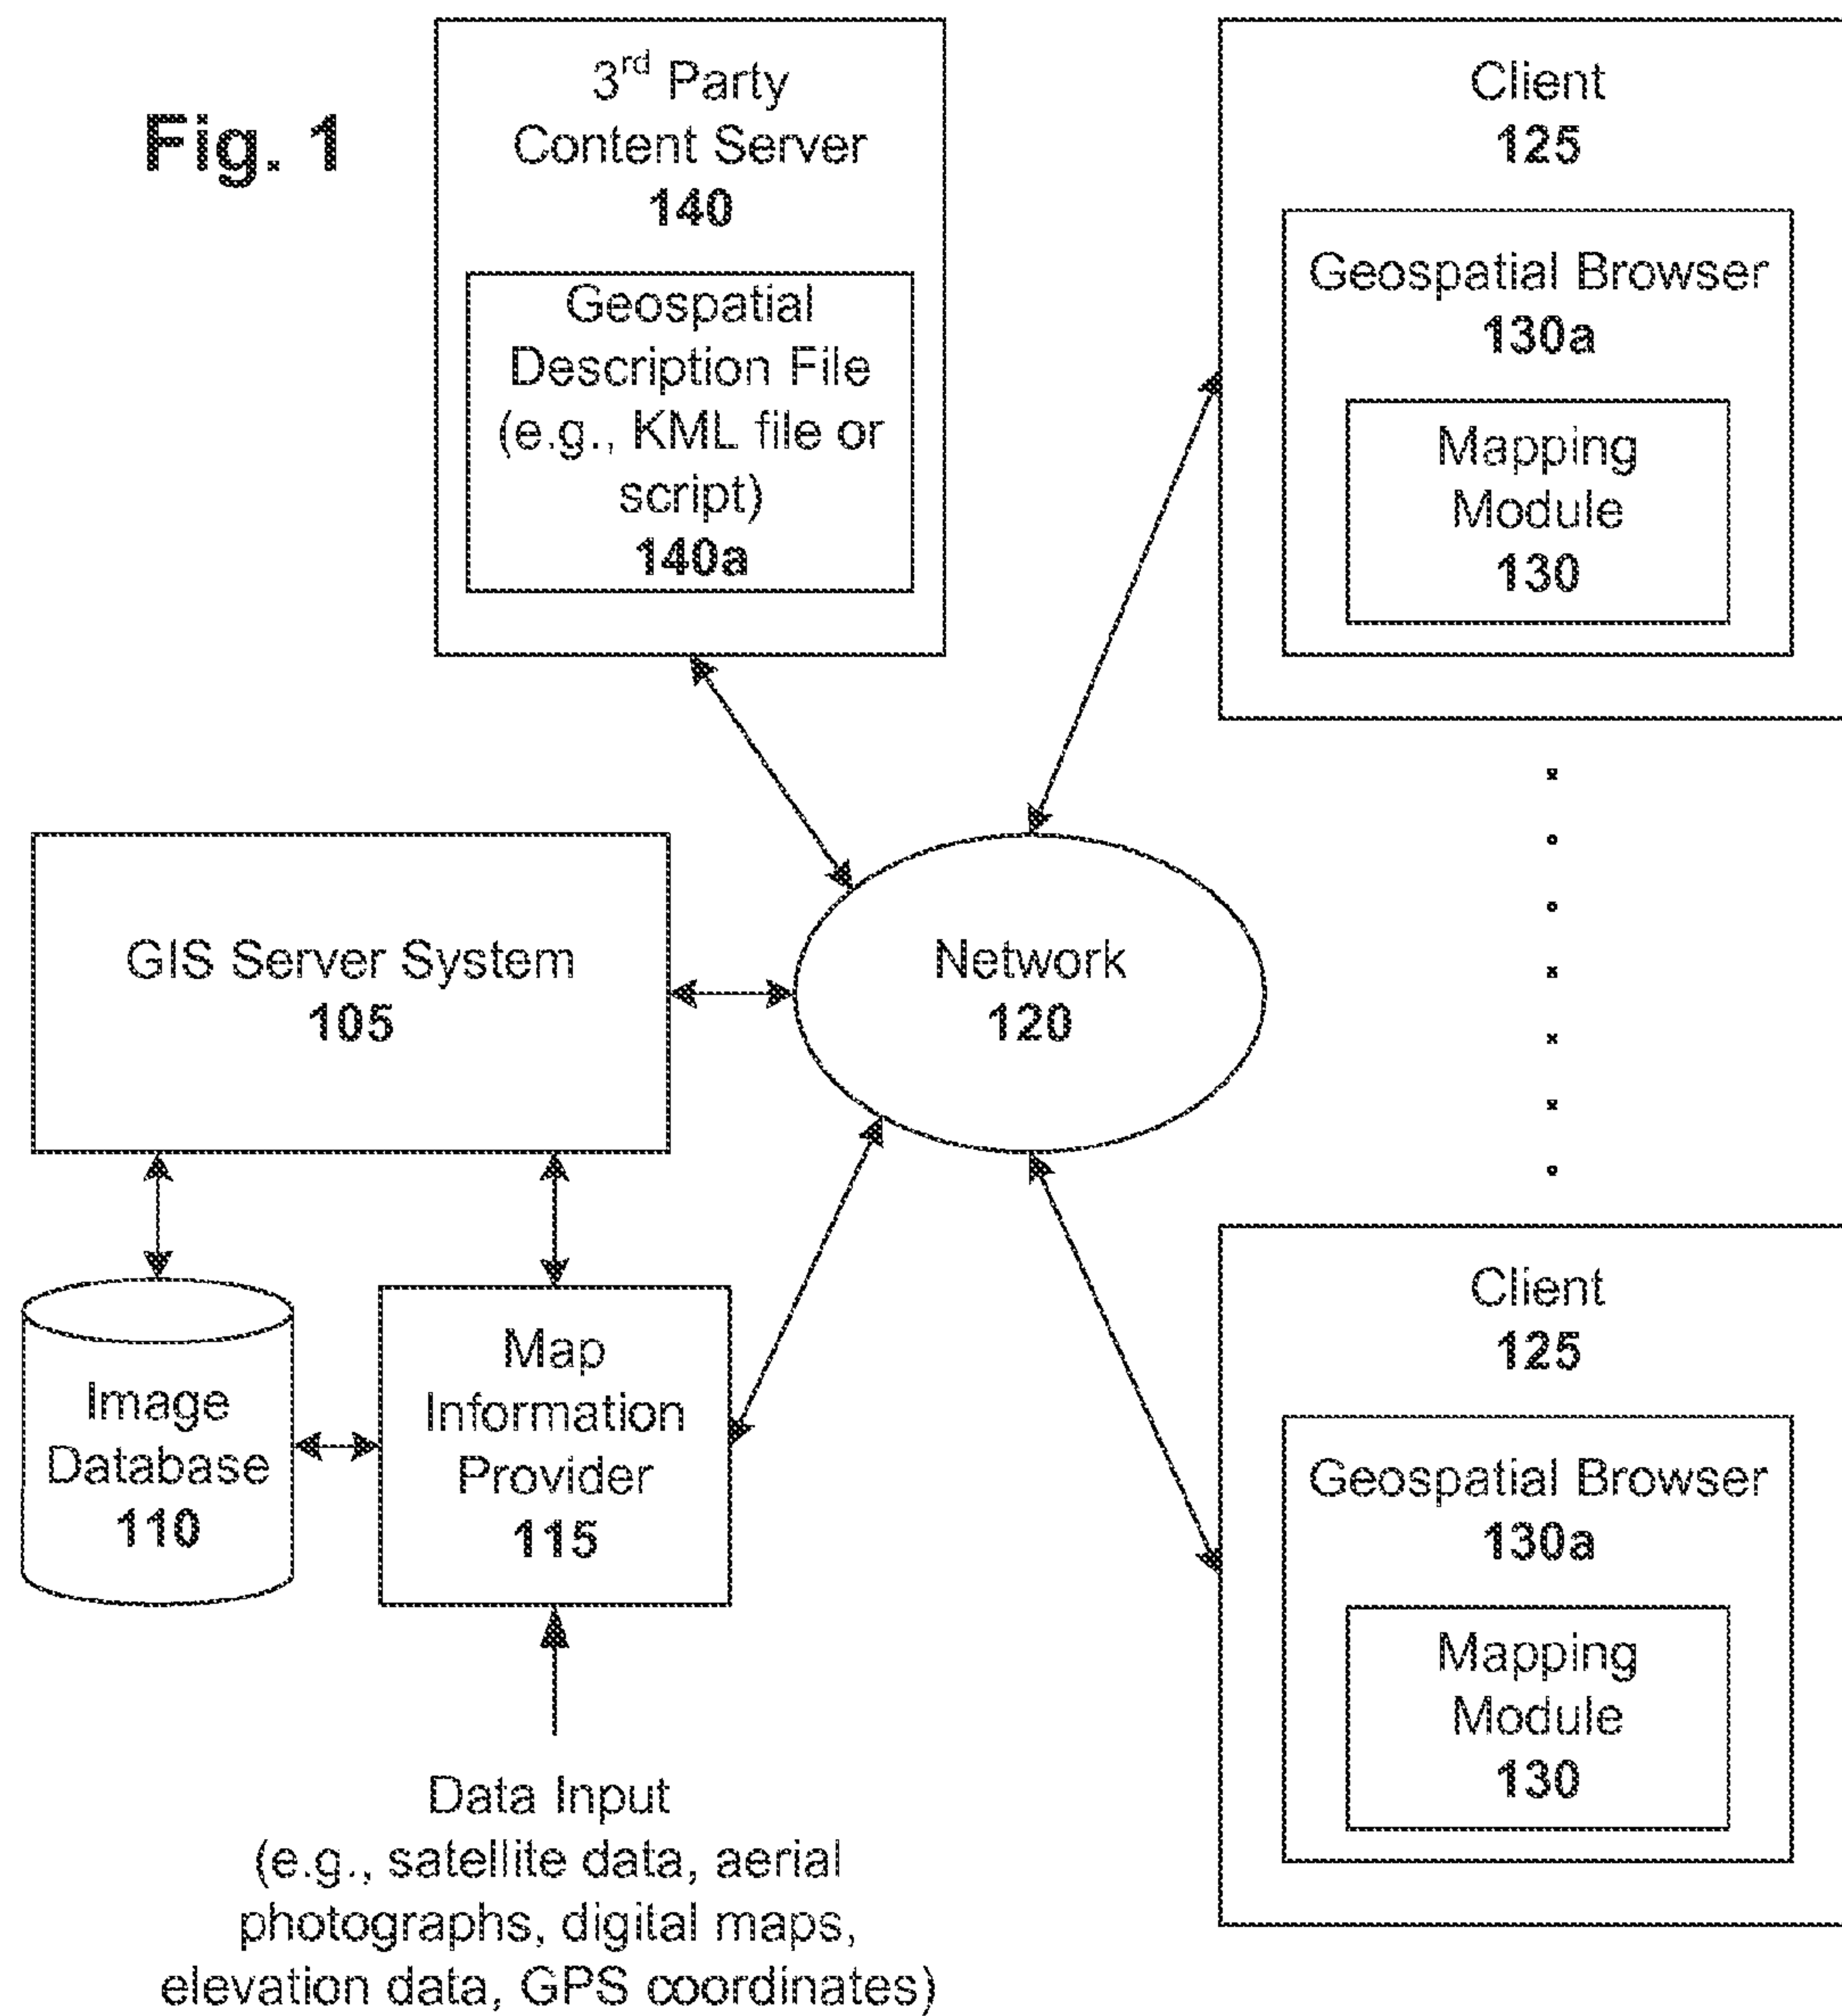 Fig. 1
3rd Party
Content Server
140
Geospatial
Description File
(e.g., KML file or
script)
140a
Client
125
Geospatial Browser
130a
Mapping
Module
130
GIS Server System
105
Network
120
Image
Database
110
Map
Information
Provider
115
Client
125
Geospatial Browser
130a
Mapping
Module
130
Data Input
(e.g., satellite data, aerial
photographs, digital maps,
elevation data, GPS coordinates)